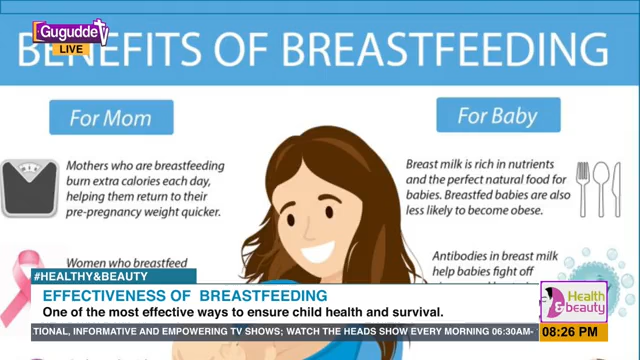 Gugudde tv
LIVE
BENEFITS OF BREASTFEEDING
For Mom
For Baby
Mothers who are breastfeeding
burn extra calories each day,
helping them return to their
pre-pregnancy weight quicker.
Breast milk is rich in nutrients
and the perfect natural food for
babies. Breastfed babies are also
less likely to become obese.
Women who breastfeed
Antibodies in breast milk
help babies fight off
#HEALTHY&BEAUTY
EFFECTIVENESS OF BREASTFEEDING
One of the most effective ways to ensure child health and survival.
Health
&beauty
TIONAL, INFORMATIVE AND EMPOWERING TV SHOWS; WATCH THE HEADS SHOW EVERY MORNING 06:30AM-
08:26 PM